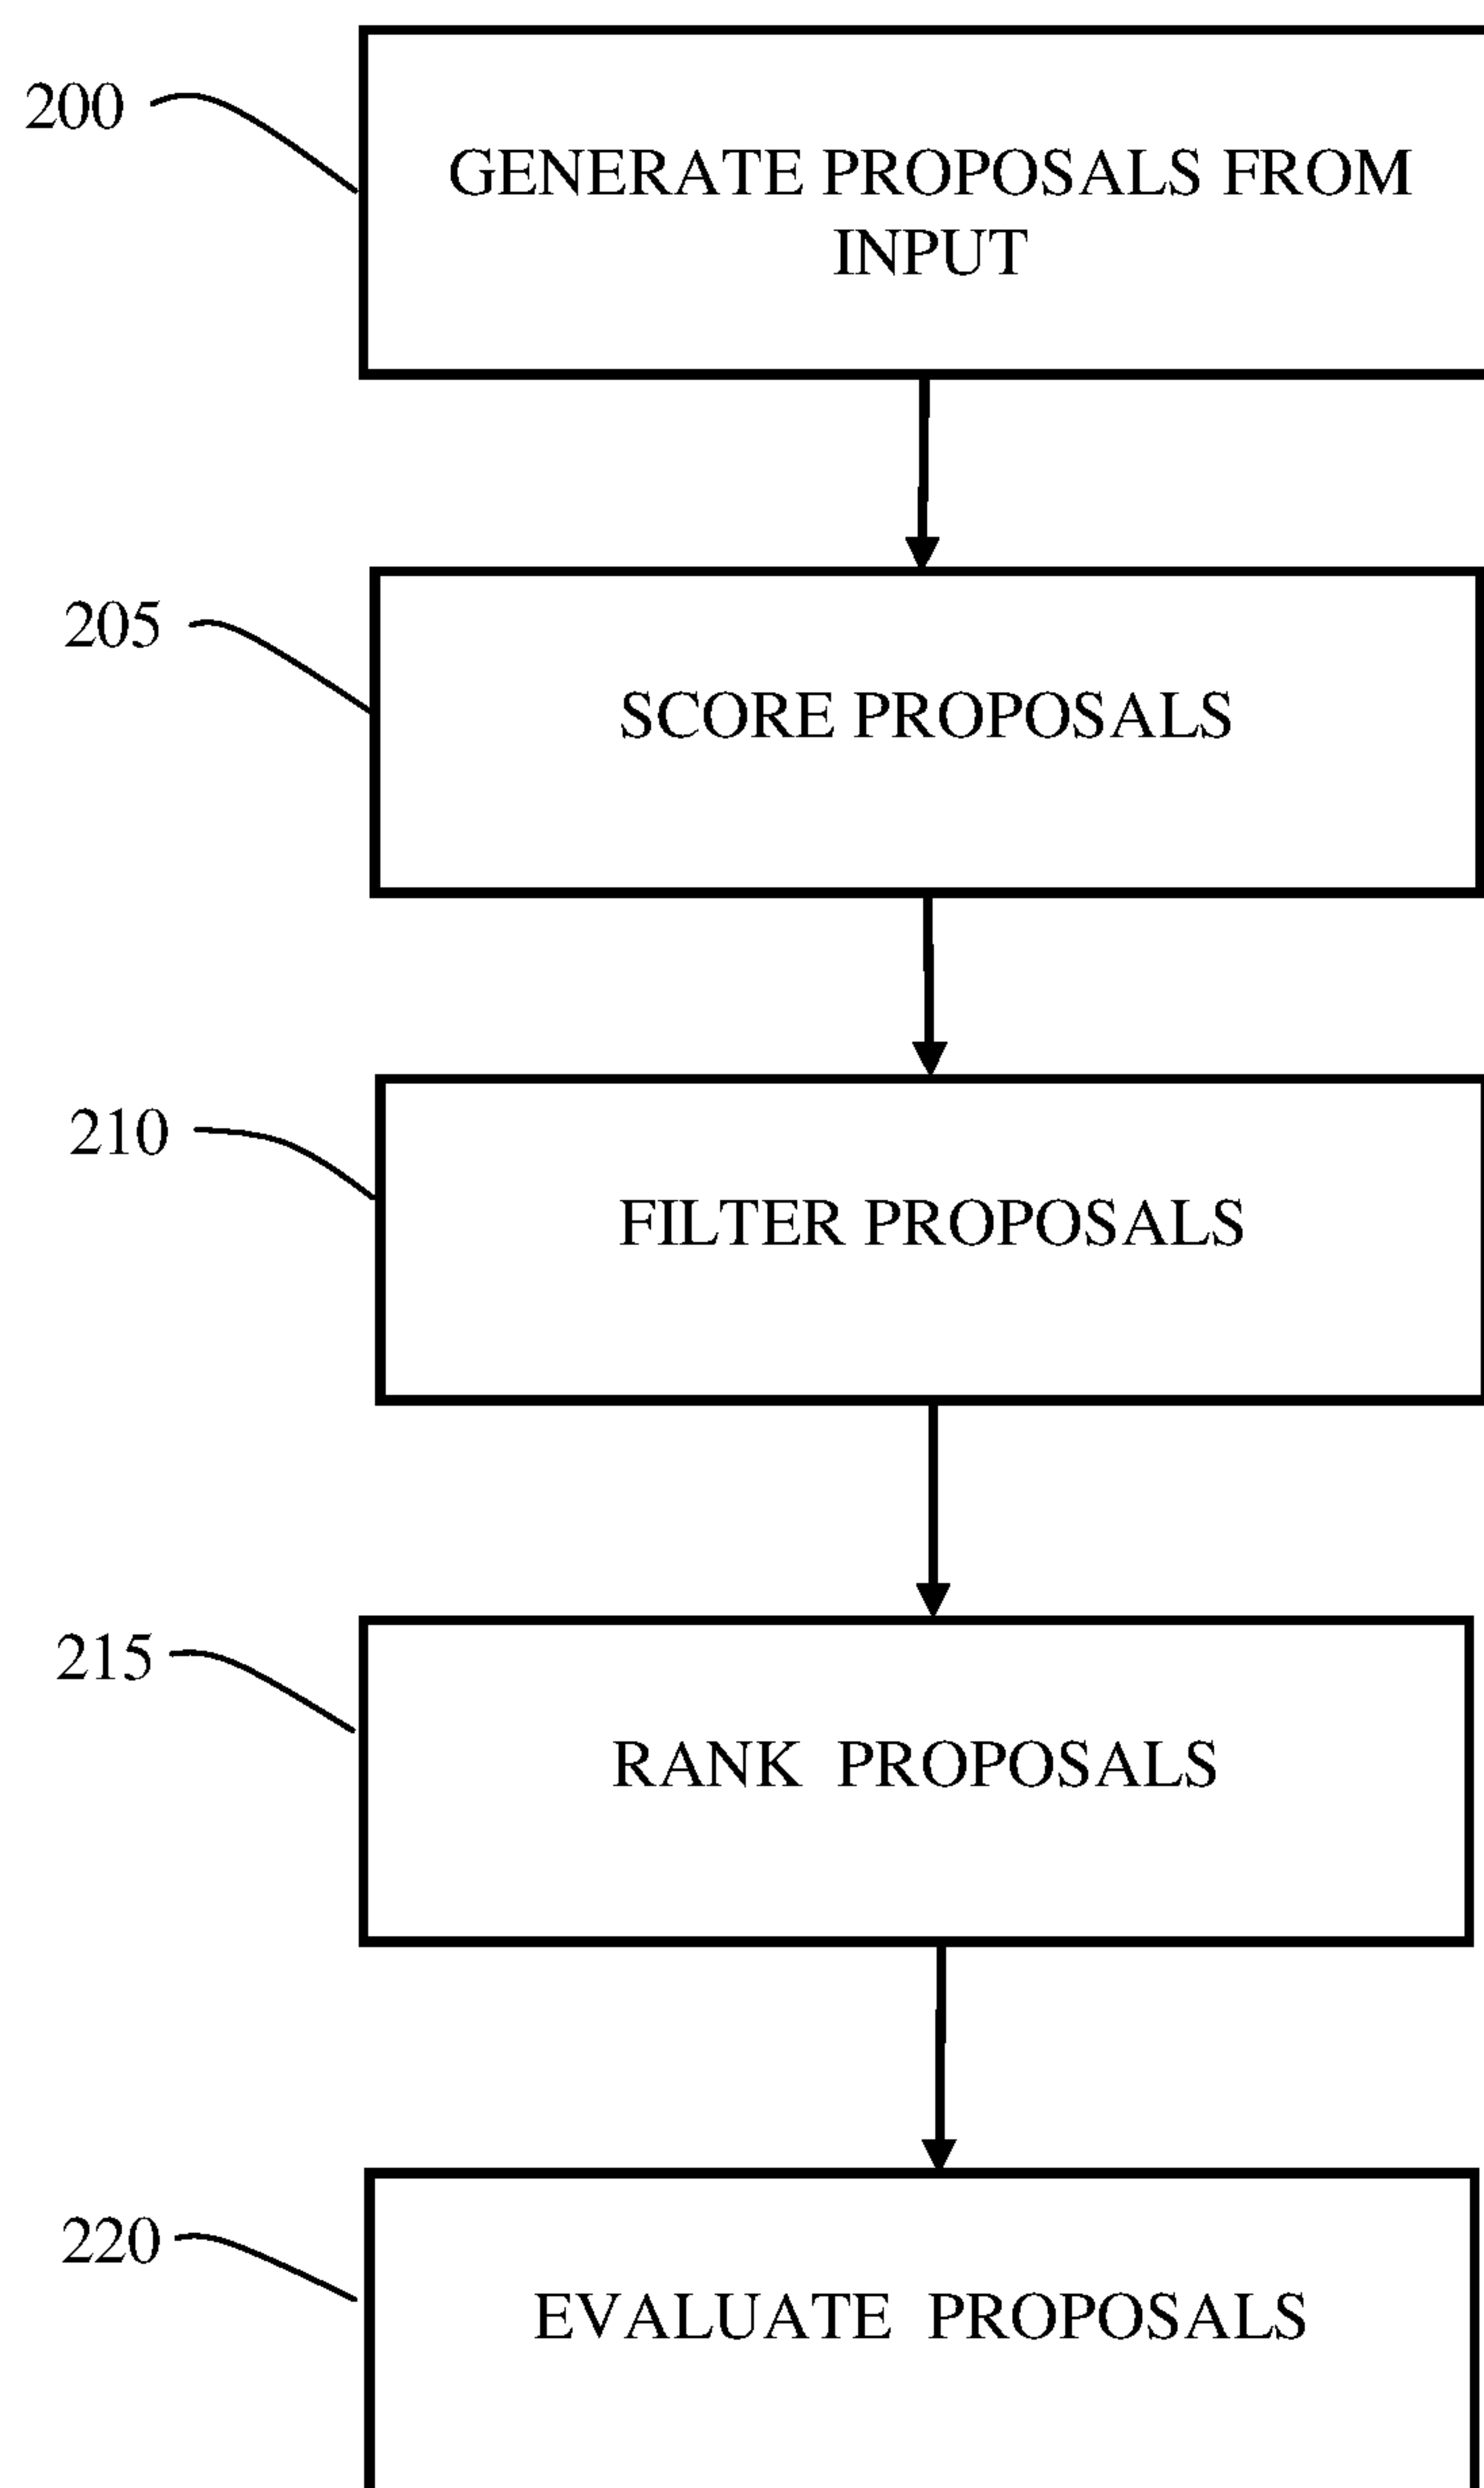 200
GENERATE PROPOSALS FROM
INPUT
205
SCORE PROPOSALS
210
FILTER PROPOSALS
215
RANK PROPOSALS
220
EVALUATE PROPOSALS